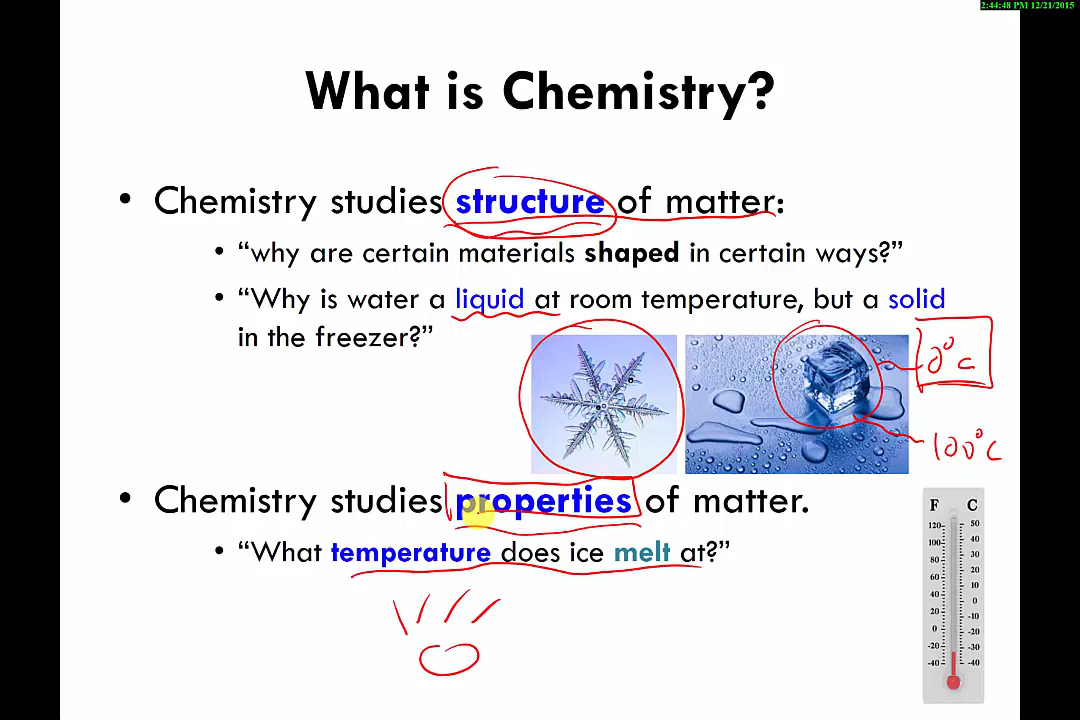 2:44:48 PM 12/21/2015
What is Chemistry?
• Chemistry studies structure of matter:
• “why are certain materials shaped in certain ways?”
• “Why is water a liquid at room temperature, but a solid
in the freezer?”
0°C
100°C
• Chemistry studies properties of matter.
• “What temperature does ice melt at?”
F C
120 50
100 40
80 30
60 20
40 10
20 0
0 -10
-20 -20
-40 -30
-40